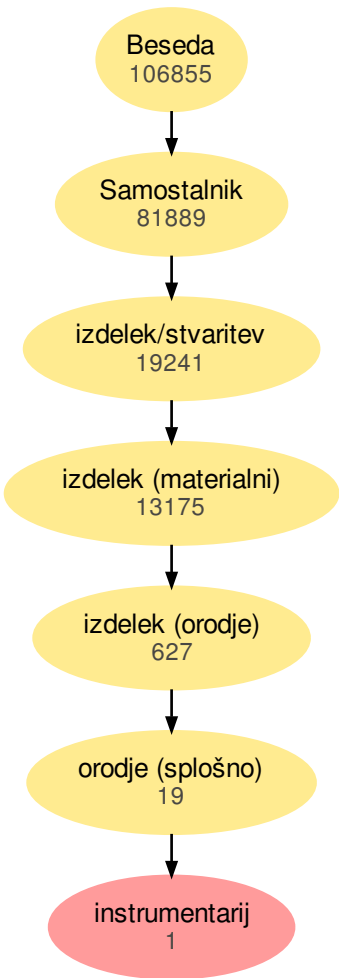 Beseda
106855
Samostalnik
81889
izdelek/stvaritev
19241
izdelek (materialni)
13175
izdelek (orodje)
627
orodje (splošno)
19
instrumentarij
1